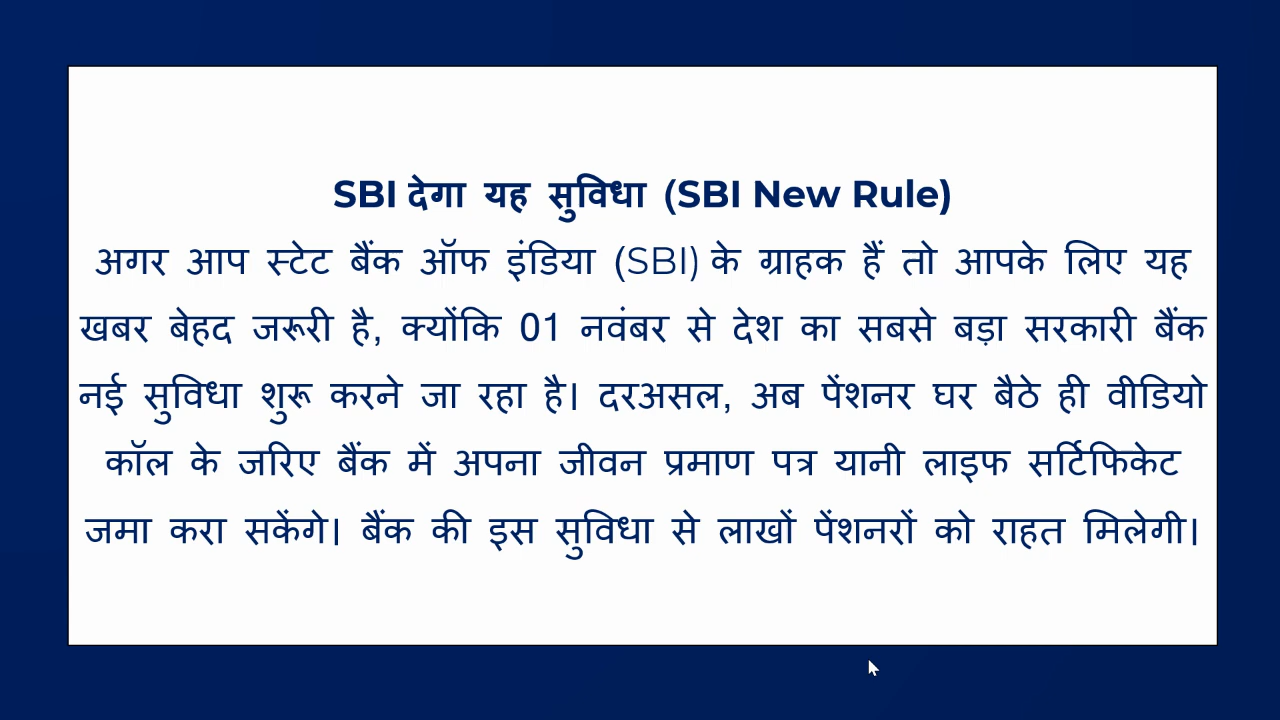 SBI देगा यह सुविधा (SBI New Rule)
अगर आप स्टेट बैंक ऑफ इंडिया (SBI) के ग्राहक हैं तो आपके लिए यह
खबर बेहद जरूरी है, क्योंकि 01 नवंबर से देश का सबसे बड़ा सरकारी बैंक
नई सुविधा शुरू करने जा रहा है। दरअसल, अब पेंशनर घर बैठे ही वीडियो
कॉल के जरिए बैंक में अपना जीवन प्रमाण पत्र यानी लाइफ सर्टिफिकेट
जमा करा सकेंगे। बैंक की इस सुविधा से लाखों पेंशनरों को राहत मिलेगी।